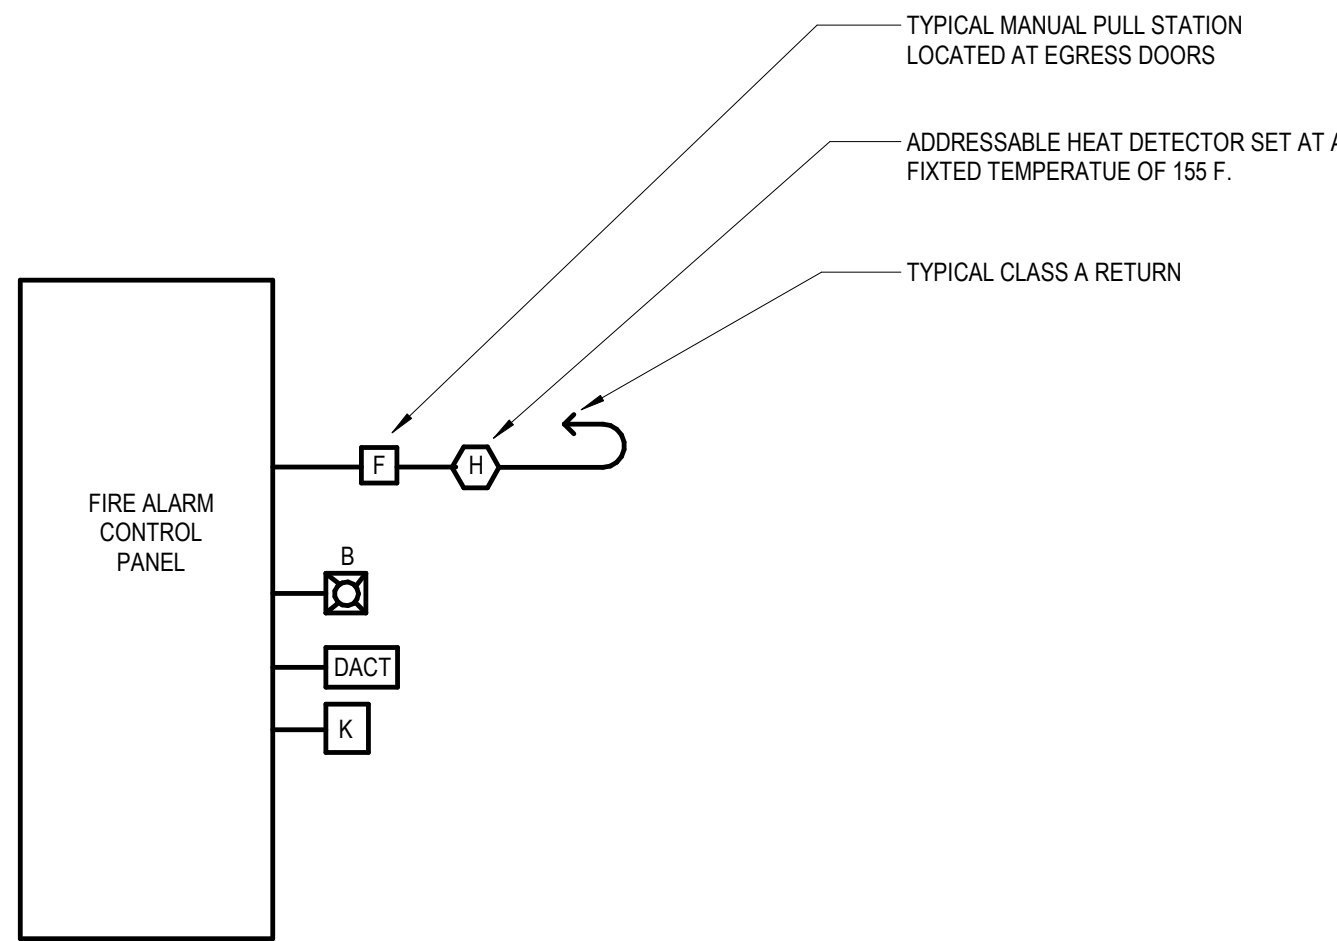 TYPICAL MANUAL PULL STATION
LOCATED AT EGRESS DOORS
ADDRESSABLE HEAT DETECTOR SET AT A
FIXTED TEMPERATUE OF 155 F.
TYPICAL CLASS A RETURN
F
H
FIRE ALARM
CONTROL
PANEL
B
DACT
K